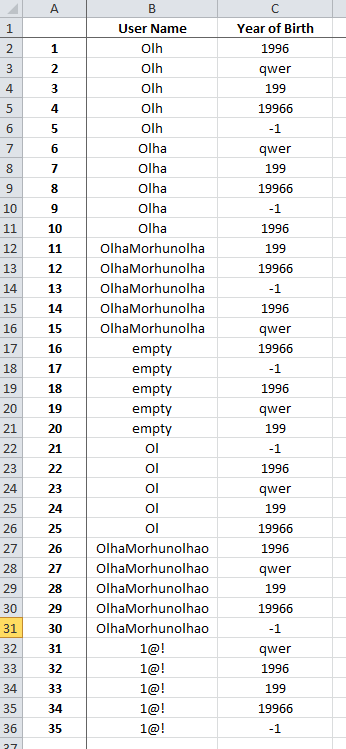 A B C
1 User Name Year of Birth
2 1 Olh 1996
3 2 Olh qwer
4 3 Olh 199
5 4 Olh 19966
6 5 Olh -1
7 6 Olha qwer
8 7 Olha 199
9 8 Olha 19966
10 9 Olha -1
11 10 Olha 1996
12 11 OlhaMorhunolha 199
13 12 OlhaMorhunolha 19966
14 13 OlhaMorhunolha -1
15 14 OlhaMorhunolha 1996
16 15 OlhaMorhunolha qwer
17 16 empty 19966
18 17 empty -1
19 18 empty 1996
20 19 empty qwer
21 20 empty 199
22 21 Ol -1
23 22 Ol 1996
24 23 Ol qwer
25 24 Ol 199
26 25 Ol 19966
27 26 OlhaMorhunolhao 1996
28 27 OlhaMorhunolhao qwer
29 28 OlhaMorhunolhao 199
30 29 OlhaMorhunolhao 19966
31 30 OlhaMorhunolhao -1
32 31 1@! qwer
33 32 1@! 1996
34 33 1@! 199
35 34 1@! 19966
36 35 1@! -1
37